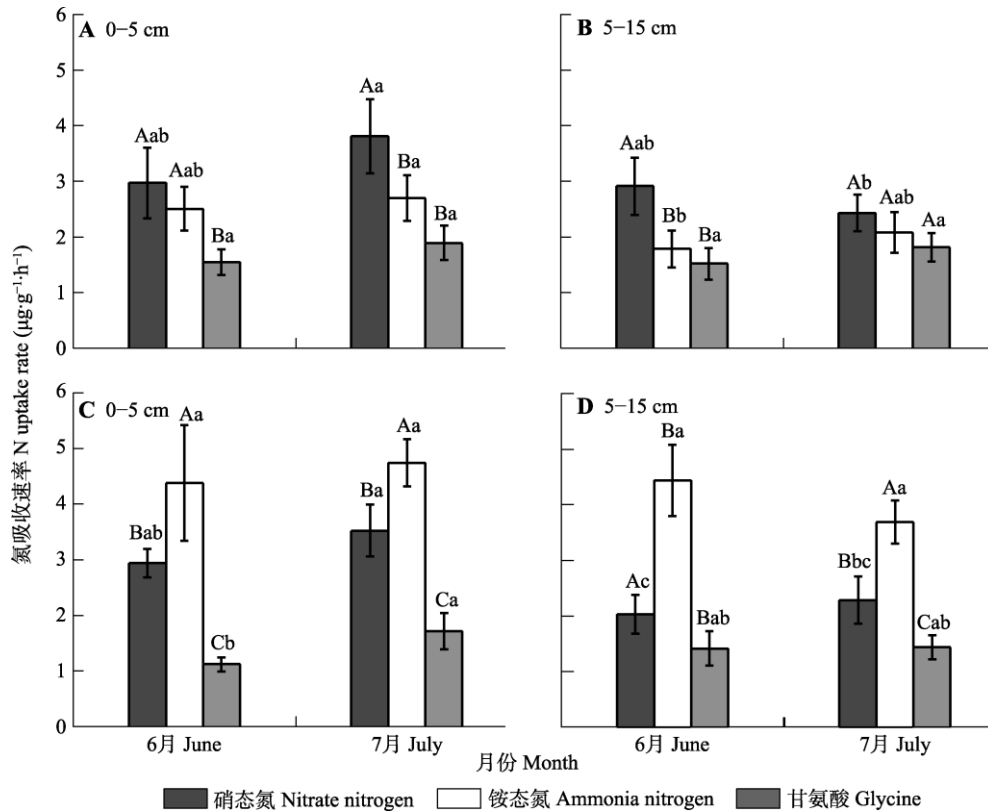 氮吸收速率 N uptake rate (μg·g⁻¹·h⁻¹)
A 0−5 cm
6
5
4
3
2
1
0
Aab
Aab
Ba
Aa
Ba
Ba
B 5−15 cm
Aab
Bb
Ba
Ab
Aab
Aa
C 0−5 cm
6
5
4
3
2
1
0
Bab
Aa
Cb
Ba
Aa
Ca
6月 June
7月 July
D 5−15 cm
Ac
Ba
Bab
Bbc
Aa
Cab
6月 June
7月 July
月份 Month
硝态氮 Nitrate nitrogen 铵态氮 Ammonia nitrogen 甘氨酸 Glycine